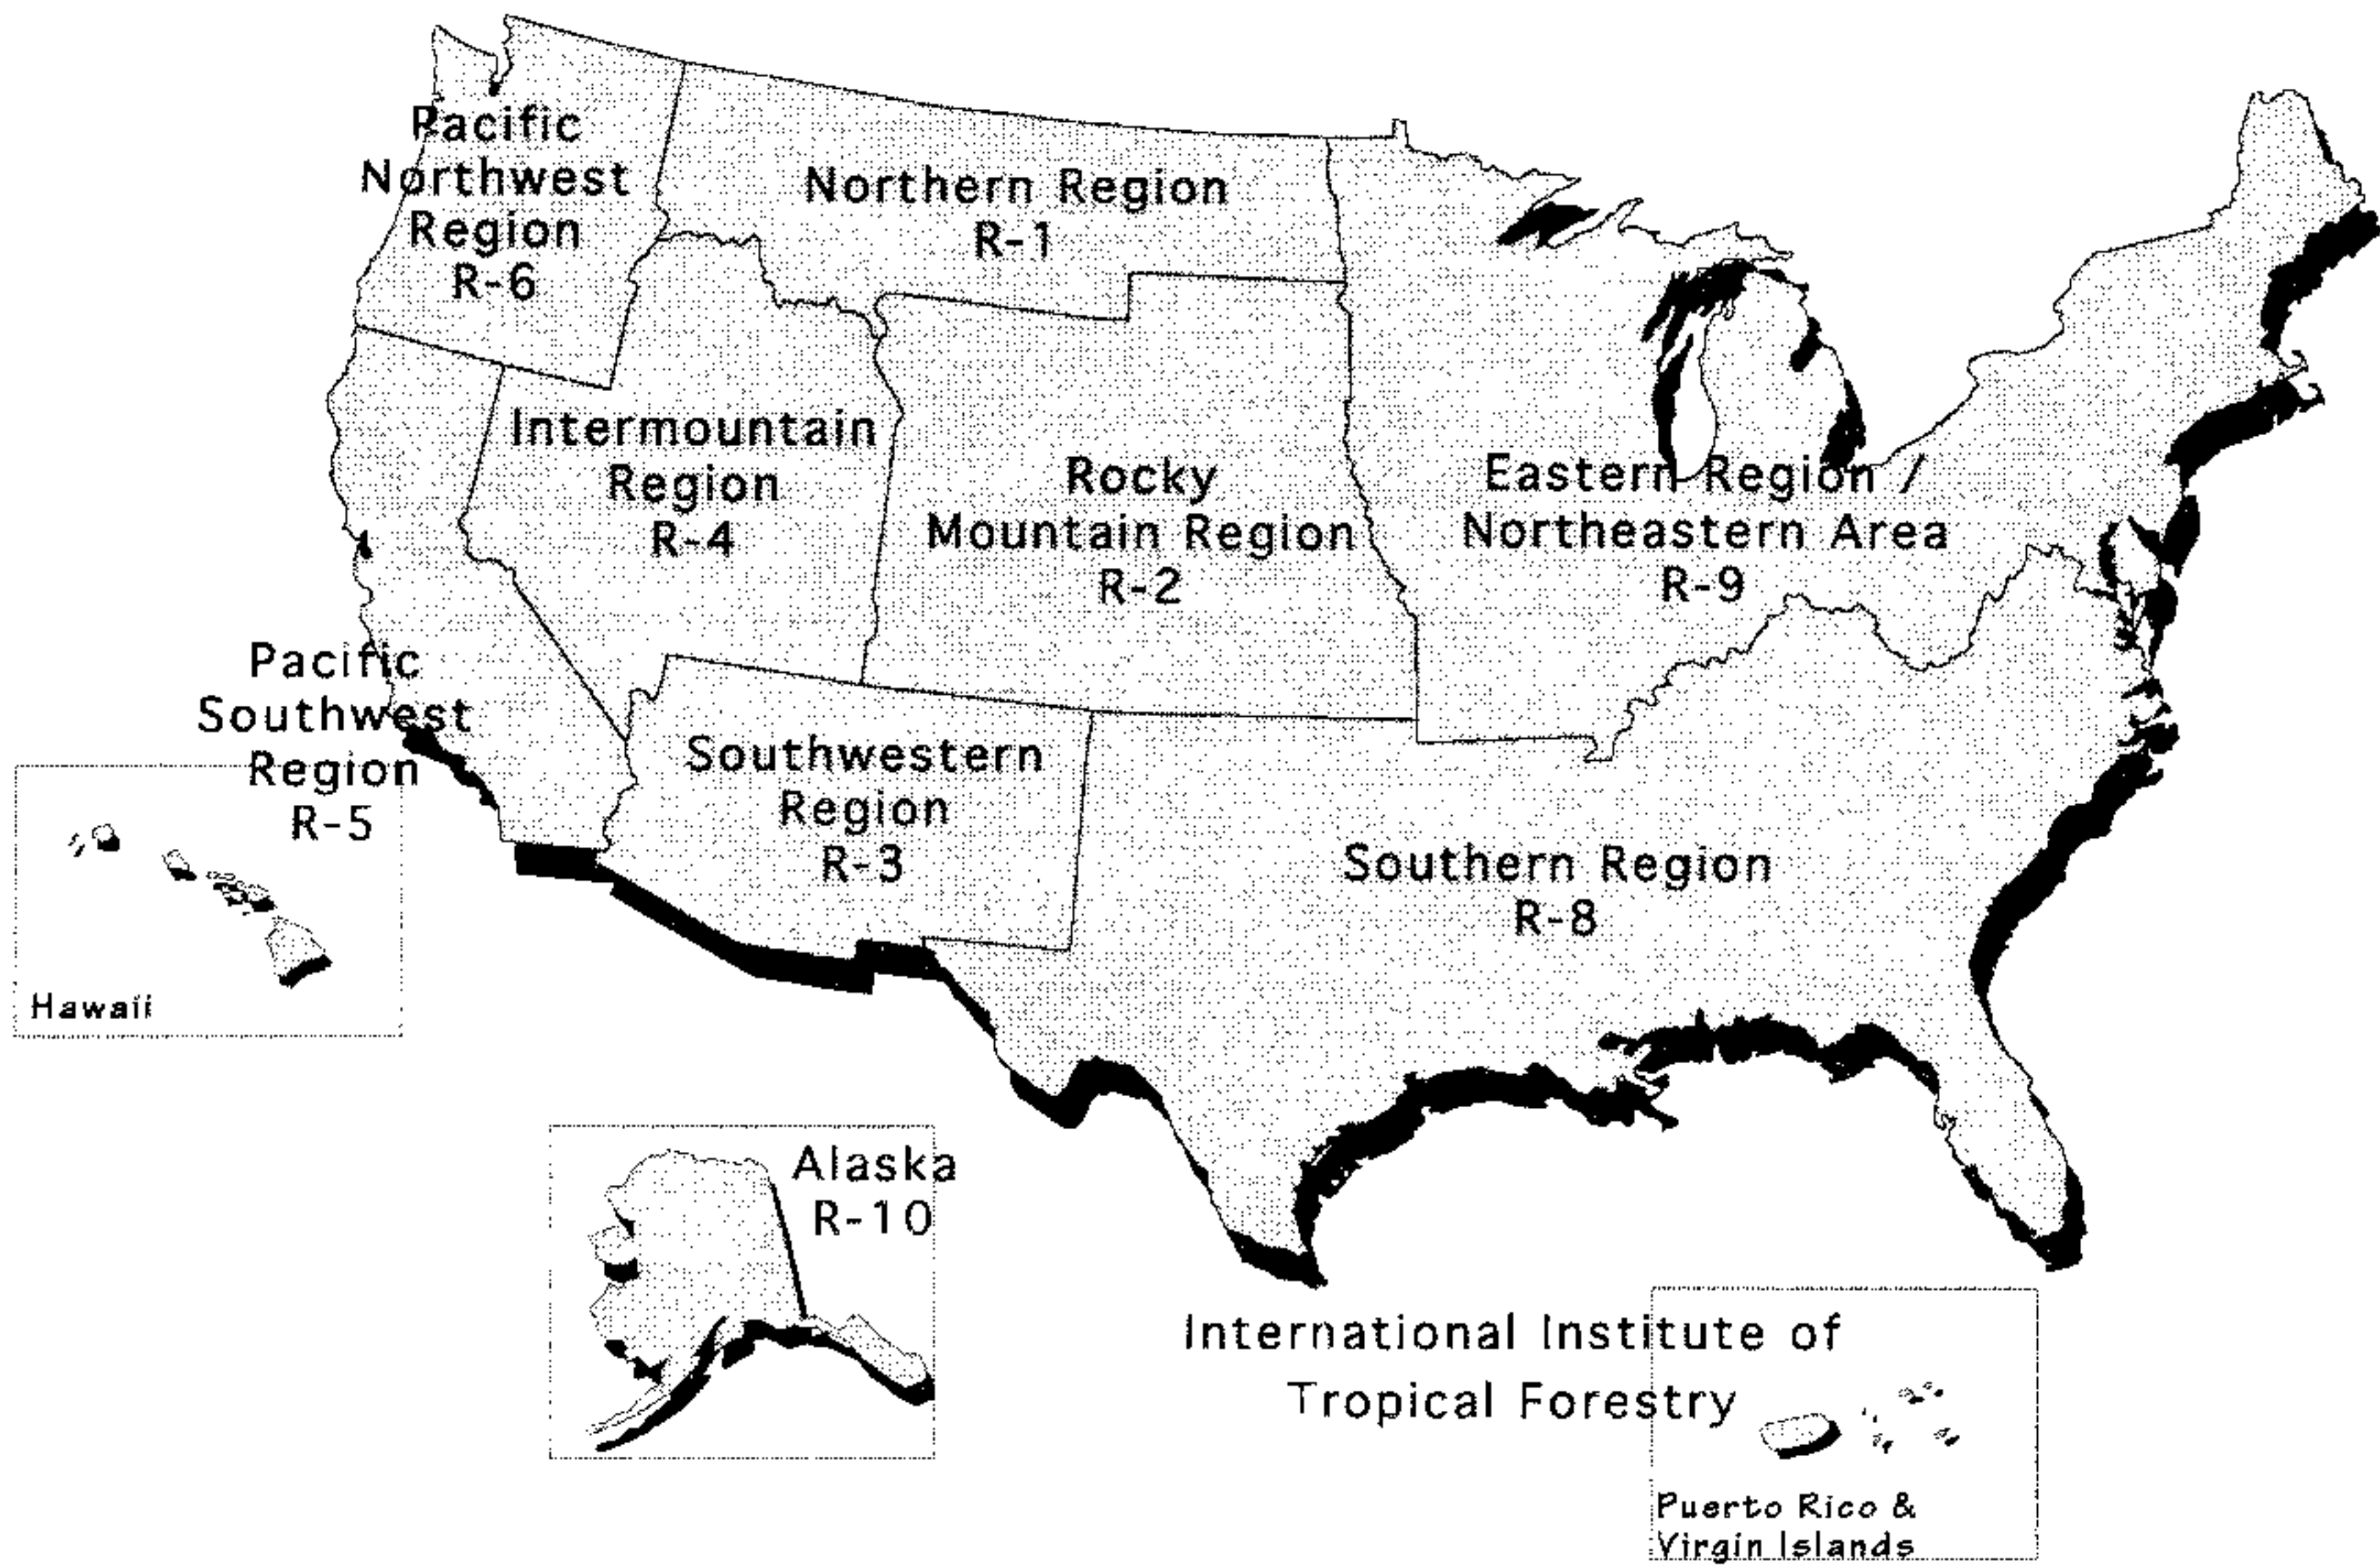 Pacific
Northwest
Region
R-6
Northern Region
R-1
Intermountain
Region
R-4
Rocky
Mountain Region
R-2
Eastern Region /
Northeastern Area
R-9
Pacific
Southwest
Region
R-5
Southwestern
Region
R-3
Southern Region
R-8
Hawaii
Alaska
R-10
International Institute of
Tropical Forestry
Puerto Rico &
Virgin Islands